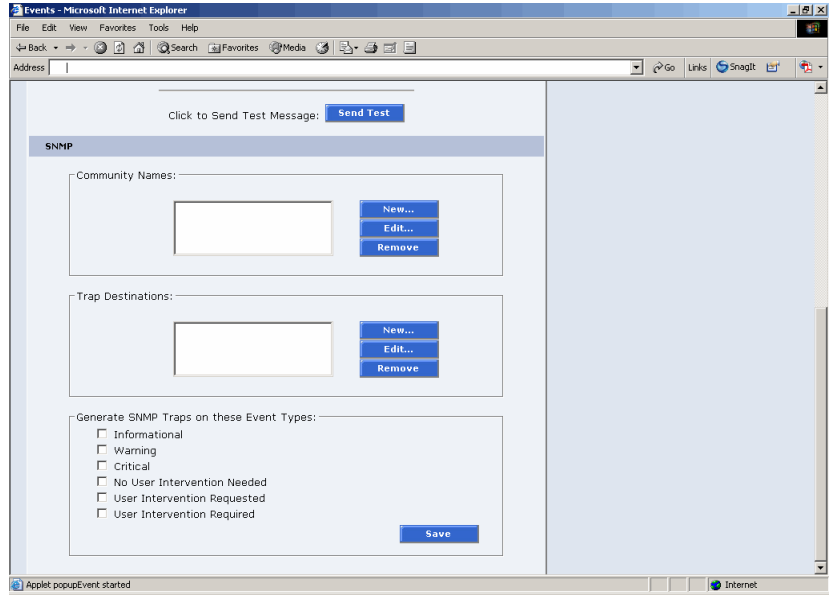 Events - Microsoft Internet Explorer
File Edit View Favorites Tools Help
Back Search Favorites Media
Address Go Links SnagIt
Click to Send Test Message: Send Test
SNMP
Community Names:
New...
Edit...
Remove
Trap Destinations:
New...
Edit...
Remove
Generate SNMP Traps on these Event Types:
Informational
Warning
Critical
No User Intervention Needed
User Intervention Requested
User Intervention Required
Save
Applet popupEvent started Internet